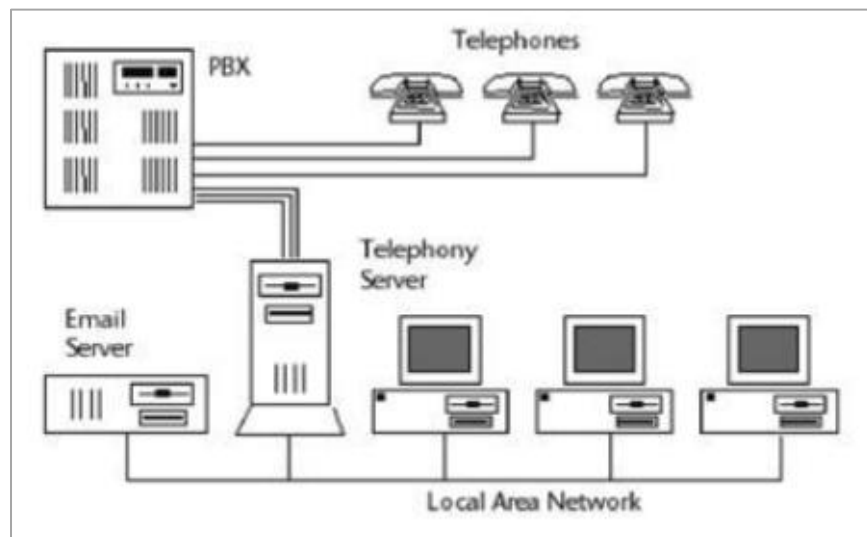 Telephones
PBX
Telephony
Server
Email
Server
Local Area Network